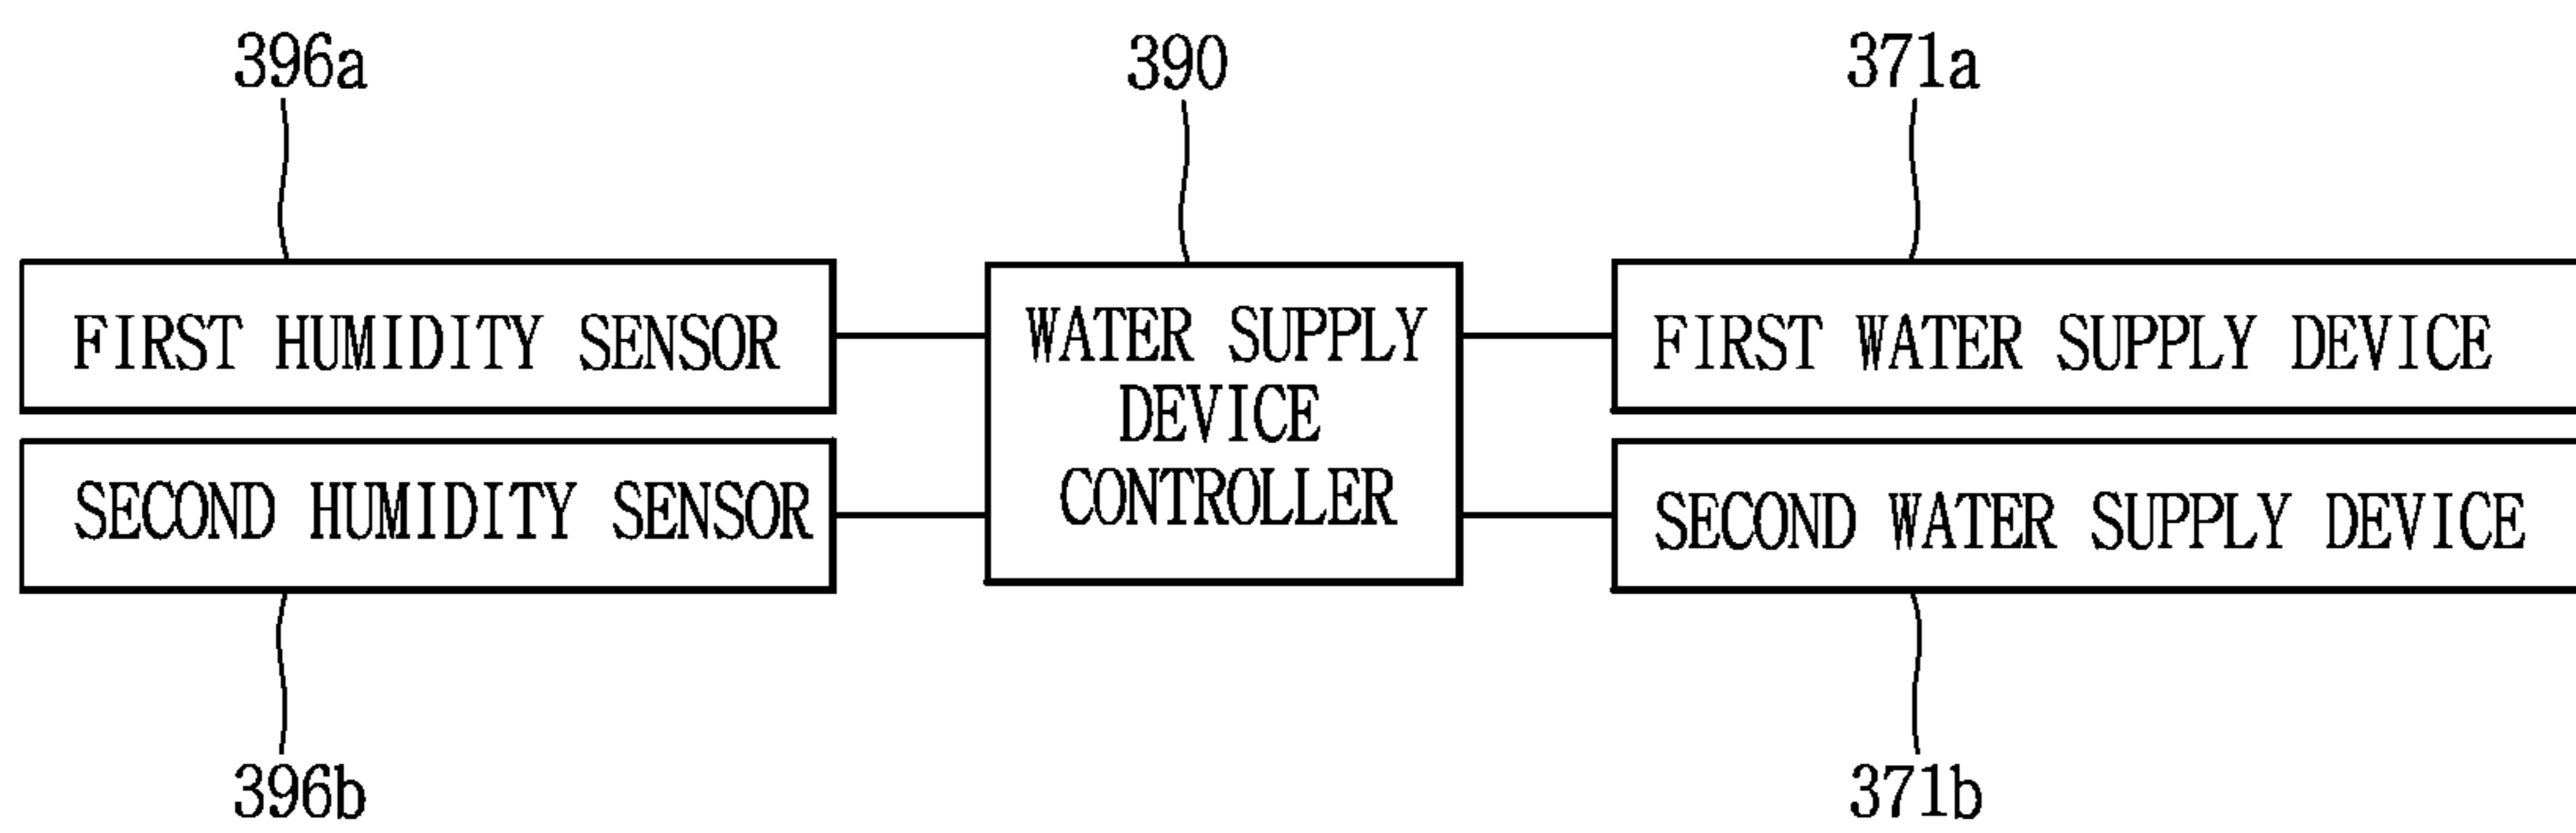 396a
390
371a
FIRST HUMIDITY SENSOR
WATER SUPPLY
DEVICE
CONTROLLER
FIRST WATER SUPPLY DEVICE
SECOND HUMIDITY SENSOR
SECOND WATER SUPPLY DEVICE
396b
371b